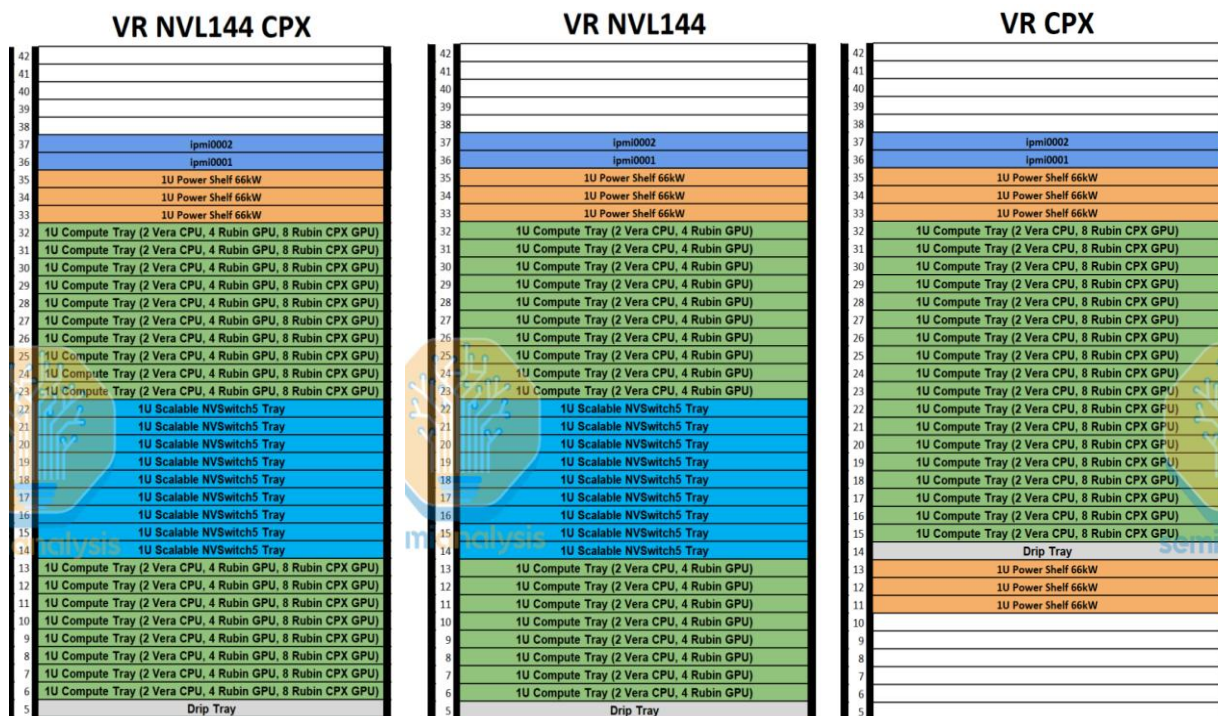 VR NVL144 CPX
42
41
40
39
38
37 ipmi0002
36 ipmi0001
35 1U Power Shelf 66kW
34 1U Power Shelf 66kW
33 1U Power Shelf 66kW
32 1U Compute Tray (2 Vera CPU, 4 Rubin GPU, 8 Rubin CPX GPU)
31 1U Compute Tray (2 Vera CPU, 4 Rubin GPU, 8 Rubin CPX GPU)
30 1U Compute Tray (2 Vera CPU, 4 Rubin GPU, 8 Rubin CPX GPU)
29 1U Compute Tray (2 Vera CPU, 4 Rubin GPU, 8 Rubin CPX GPU)
28 1U Compute Tray (2 Vera CPU, 4 Rubin GPU, 8 Rubin CPX GPU)
27 1U Compute Tray (2 Vera CPU, 4 Rubin GPU, 8 Rubin CPX GPU)
26 1U Compute Tray (2 Vera CPU, 4 Rubin GPU, 8 Rubin CPX GPU)
25 1U Compute Tray (2 Vera CPU, 4 Rubin GPU, 8 Rubin CPX GPU)
24 1U Compute Tray (2 Vera CPU, 4 Rubin GPU, 8 Rubin CPX GPU)
23 1U Compute Tray (2 Vera CPU, 4 Rubin GPU, 8 Rubin CPX GPU)
22 1U Scalable NVSwitch5 Tray
21 1U Scalable NVSwitch5 Tray
20 1U Scalable NVSwitch5 Tray
19 1U Scalable NVSwitch5 Tray
18 1U Scalable NVSwitch5 Tray
17 1U Scalable NVSwitch5 Tray
16 1U Scalable NVSwitch5 Tray
15 1U Scalable NVSwitch5 Tray
14 1U Scalable NVSwitch5 Tray
analysis
13 1U Compute Tray (2 Vera CPU, 4 Rubin GPU, 8 Rubin CPX GPU)
12 1U Compute Tray (2 Vera CPU, 4 Rubin GPU, 8 Rubin CPX GPU)
11 1U Compute Tray (2 Vera CPU, 4 Rubin GPU, 8 Rubin CPX GPU)
10 1U Compute Tray (2 Vera CPU, 4 Rubin GPU, 8 Rubin CPX GPU)
9 1U Compute Tray (2 Vera CPU, 4 Rubin GPU, 8 Rubin CPX GPU)
8 1U Compute Tray (2 Vera CPU, 4 Rubin GPU, 8 Rubin CPX GPU)
7 1U Compute Tray (2 Vera CPU, 4 Rubin GPU, 8 Rubin CPX GPU)
6 1U Compute Tray (2 Vera CPU, 4 Rubin GPU, 8 Rubin CPX GPU)
5 Drip Tray
VR NVL144
42
41
40
39
38
37 ipmi0002
36 ipmi0001
35 1U Power Shelf 66kW
34 1U Power Shelf 66kW
33 1U Power Shelf 66kW
32 1U Compute Tray (2 Vera CPU, 4 Rubin GPU)
31 1U Compute Tray (2 Vera CPU, 4 Rubin GPU)
30 1U Compute Tray (2 Vera CPU, 4 Rubin GPU)
29 1U Compute Tray (2 Vera CPU, 4 Rubin GPU)
28 1U Compute Tray (2 Vera CPU, 4 Rubin GPU)
27 1U Compute Tray (2 Vera CPU, 4 Rubin GPU)
26 1U Compute Tray (2 Vera CPU, 4 Rubin GPU)
25 1U Compute Tray (2 Vera CPU, 4 Rubin GPU)
24 1U Compute Tray (2 Vera CPU, 4 Rubin GPU)
23 1U Compute Tray (2 Vera CPU, 4 Rubin GPU)
22 1U Scalable NVSwitch5 Tray
21 1U Scalable NVSwitch5 Tray
20 1U Scalable NVSwitch5 Tray
19 1U Scalable NVSwitch5 Tray
18 1U Scalable NVSwitch5 Tray
17 1U Scalable NVSwitch5 Tray
16 1U Scalable NVSwitch5 Tray
15 1U Scalable NVSwitch5 Tray
14 1U Scalable NVSwitch5 Tray
analysis
13 1U Compute Tray (2 Vera CPU, 4 Rubin GPU)
12 1U Compute Tray (2 Vera CPU, 4 Rubin GPU)
11 1U Compute Tray (2 Vera CPU, 4 Rubin GPU)
10 1U Compute Tray (2 Vera CPU, 4 Rubin GPU)
9 1U Compute Tray (2 Vera CPU, 4 Rubin GPU)
8 1U Compute Tray (2 Vera CPU, 4 Rubin GPU)
7 1U Compute Tray (2 Vera CPU, 4 Rubin GPU)
6 1U Compute Tray (2 Vera CPU, 4 Rubin GPU)
5 Drip Tray
VR CPX
42
41
40
39
38
37 ipmi0002
36 ipmi0001
35 1U Power Shelf 66kW
34 1U Power Shelf 66kW
33 1U Power Shelf 66kW
32 1U Compute Tray (2 Vera CPU, 8 Rubin CPX GPU)
31 1U Compute Tray (2 Vera CPU, 8 Rubin CPX GPU)
30 1U Compute Tray (2 Vera CPU, 8 Rubin CPX GPU)
29 1U Compute Tray (2 Vera CPU, 8 Rubin CPX GPU)
28 1U Compute Tray (2 Vera CPU, 8 Rubin CPX GPU)
27 1U Compute Tray (2 Vera CPU, 8 Rubin CPX GPU)
26 1U Compute Tray (2 Vera CPU, 8 Rubin CPX GPU)
25 1U Compute Tray (2 Vera CPU, 8 Rubin CPX GPU)
24 1U Compute Tray (2 Vera CPU, 8 Rubin CPX GPU)
23 1U Compute Tray (2 Vera CPU, 8 Rubin CPX GPU)
22 1U Compute Tray (2 Vera CPU, 8 Rubin CPX GPU)
21 1U Compute Tray (2 Vera CPU, 8 Rubin CPX GPU)
20 1U Compute Tray (2 Vera CPU, 8 Rubin CPX GPU)
19 1U Compute Tray (2 Vera CPU, 8 Rubin CPX GPU)
18 1U Compute Tray (2 Vera CPU, 8 Rubin CPX GPU)
17 1U Compute Tray (2 Vera CPU, 8 Rubin CPX GPU)
16 1U Compute Tray (2 Vera CPU, 8 Rubin CPX GPU)
15 1U Compute Tray (2 Vera CPU, 8 Rubin CPX GPU)
14 Drip Tray
semi
13 1U Power Shelf 66kW
12 1U Power Shelf 66kW
11 1U Power Shelf 66kW
10
9
8
7
6
5